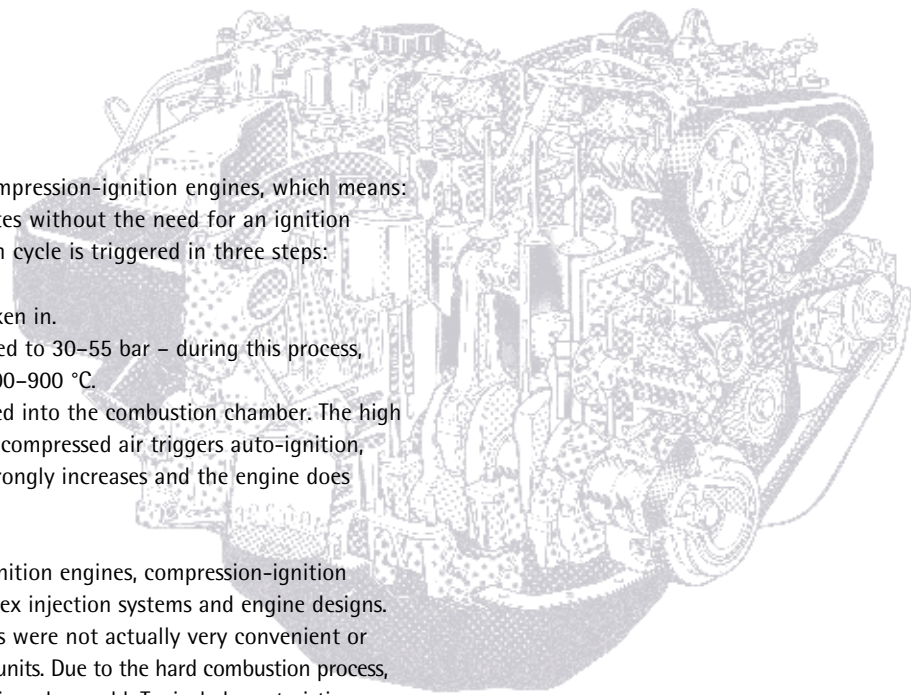 mpression-ignition engines, which means:
es without the need for an ignition
n cycle is triggered in three steps:
ken in.
ed to 30–55 bar – during this process,
00–900 °C.
ed into the combustion chamber. The high
compressed air triggers auto-ignition,
rongly increases and the engine does
nition engines, compression-ignition
ex injection systems and engine designs.
s were not actually very convenient or
units. Due to the hard combustion process,